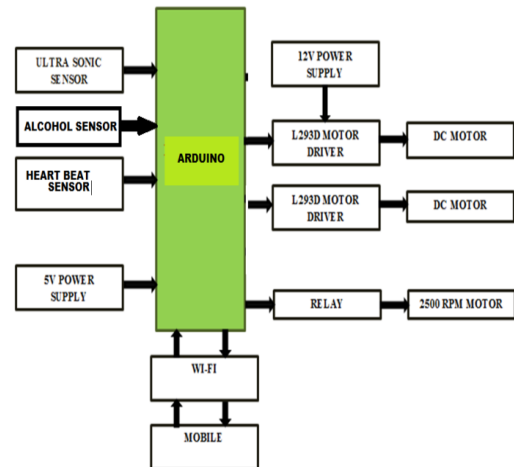 ULTRA SONIC
SENSOR
ALCOHOL SENSOR
HEART BEAT
SENSOR
5V POWER
SUPPLY
ARDUINO
12V POWER
SUPPLY
L293D MOTOR
DRIVER
DC MOTOR
L293D MOTOR
DRIVER
DC MOTOR
RELAY
2500 RPM MOTOR
WI-FI
MOBILE